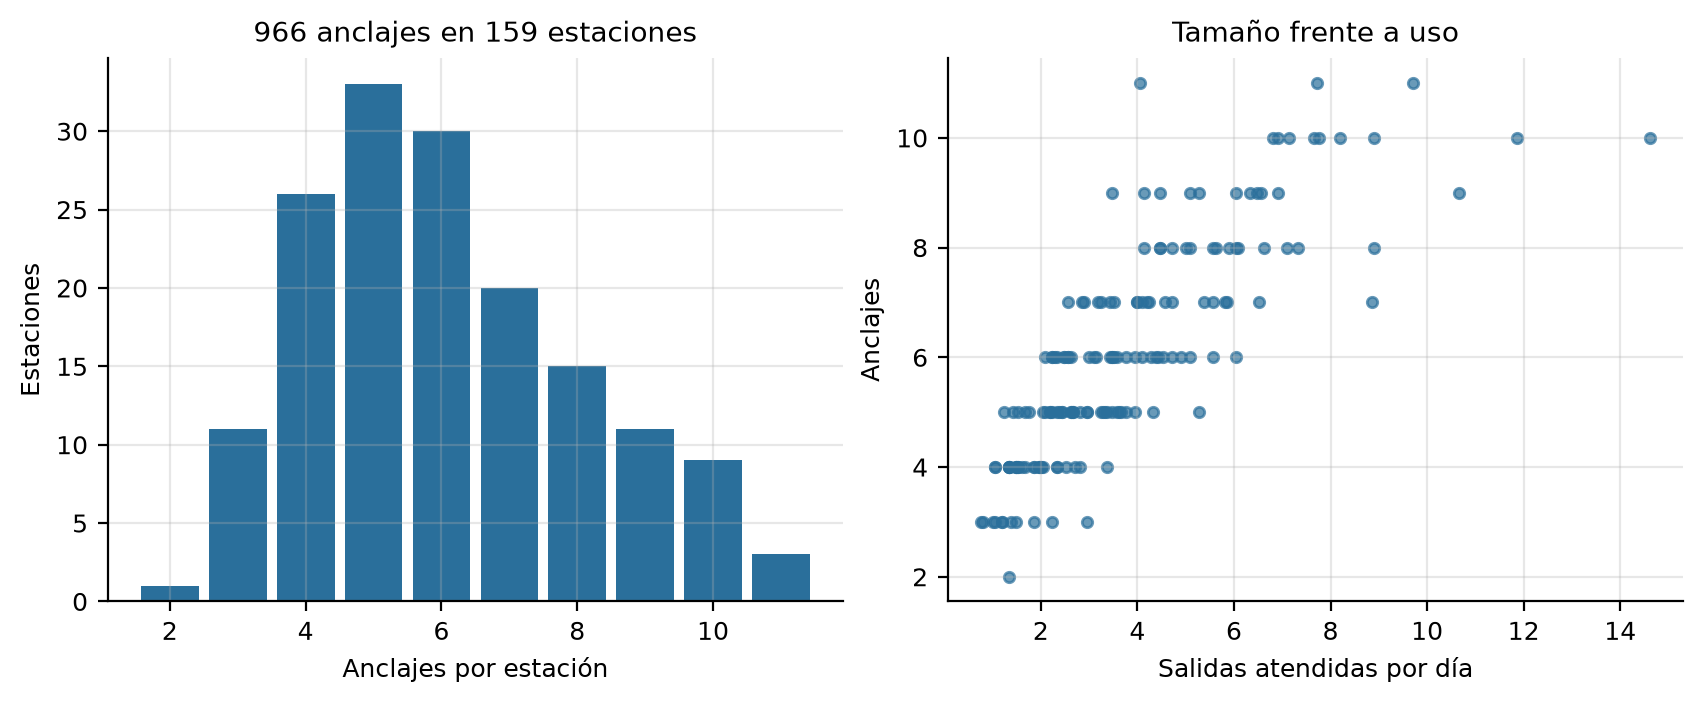 966 anclajes en 159 estaciones
Estaciones
30
25
20
15
10
5
0
2 4 6 8 10
Anclajes por estación
Tamaño frente a uso
Anclajes
10
8
6
4
2
2 4 6 8 10 12 14
Salidas atendidas por día